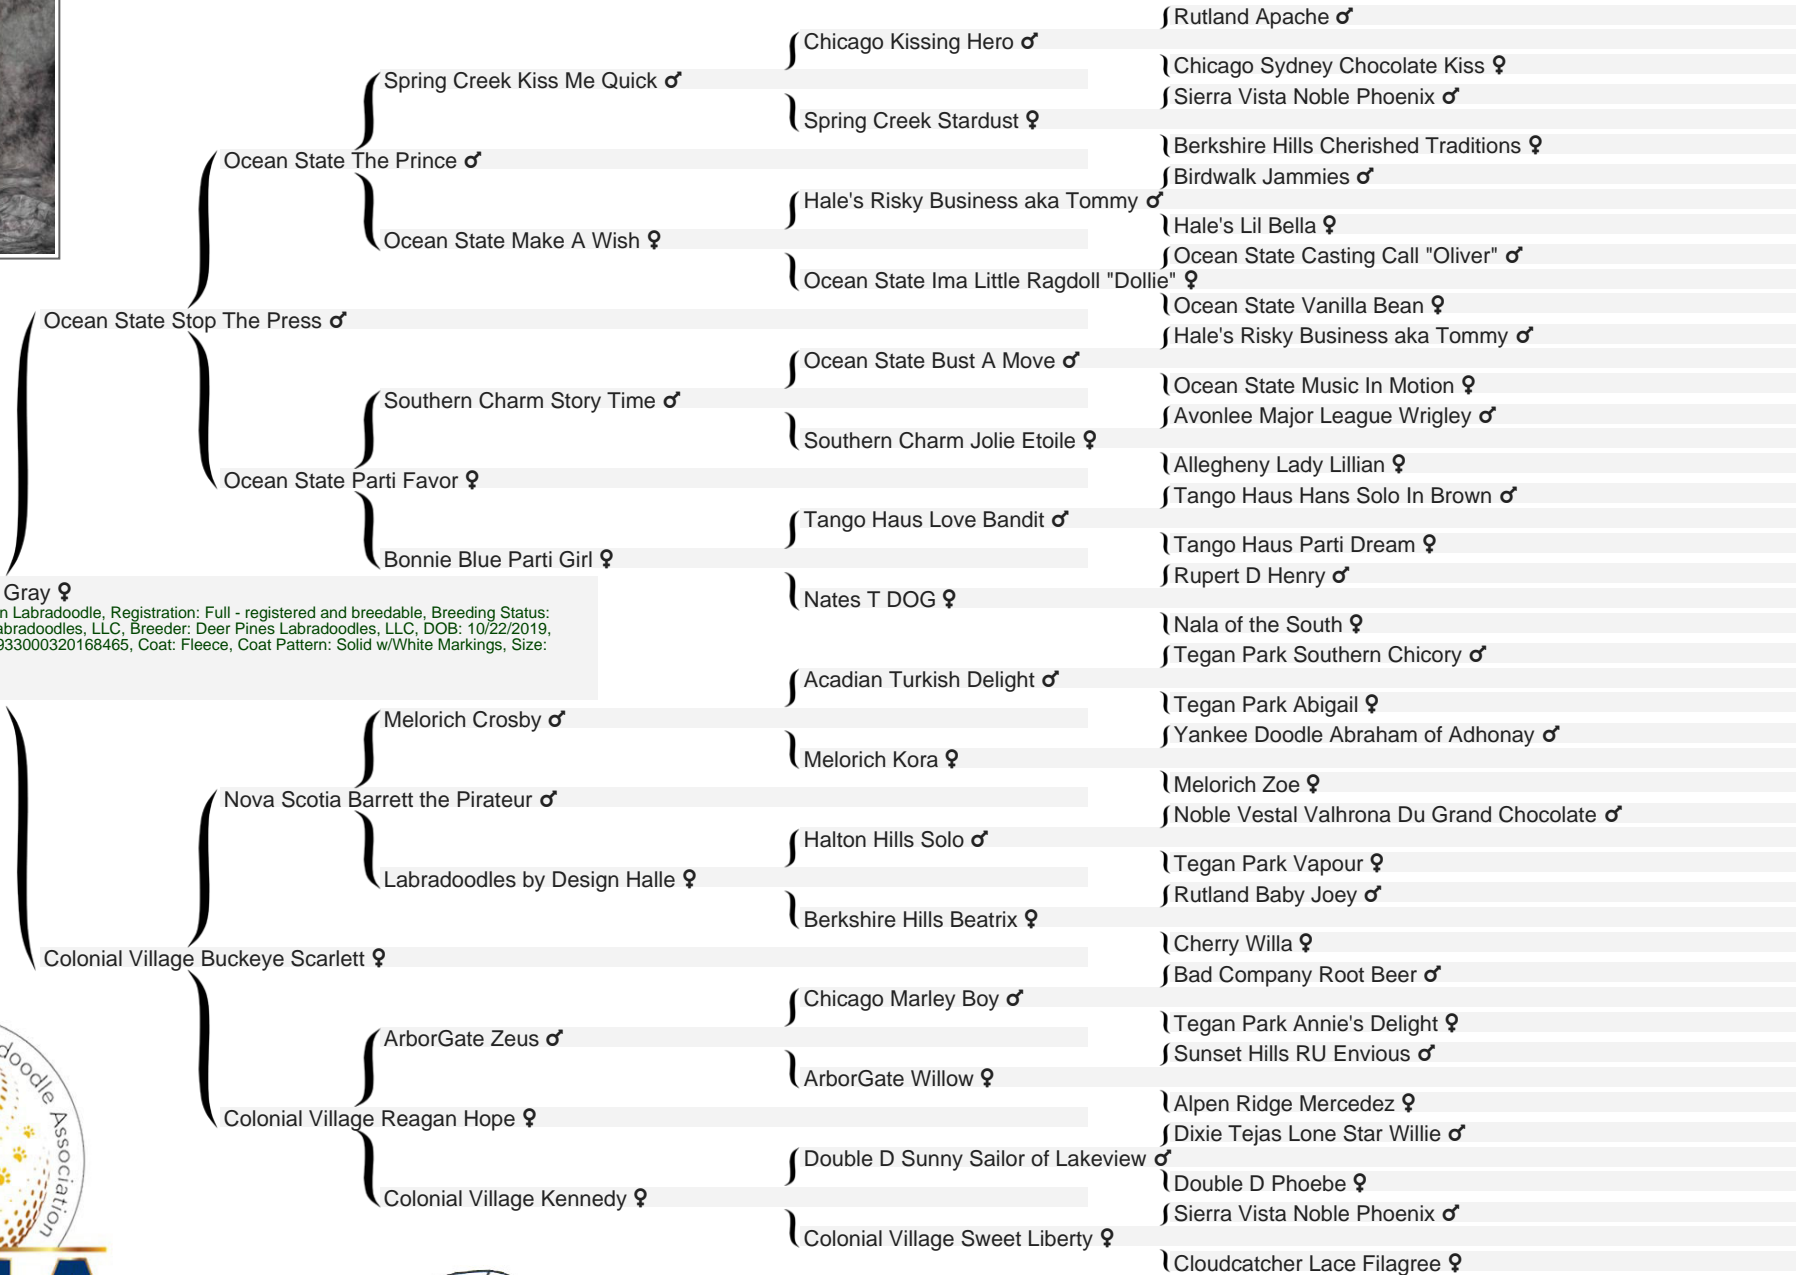 Rutland Apache ♂
Chicago Kissing Hero ♂
Chicago Sydney Chocolate Kiss ♀
Spring Creek Kiss Me Quick ♂
Sierra Vista Noble Phoenix ♂
Spring Creek Stardust ♀
Berkshire Hills Cherished Traditions ♀
Ocean State The Prince ♂
Birdwalk Jammies ♂
Hale's Risky Business aka Tommy ♂
Hale's Lil Bella ♀
Ocean State Make A Wish ♀
Ocean State Casting Call "Oliver" ♂
Ocean State Ima Little Ragdoll "Dollie" ♀
Ocean State Vanilla Bean ♀
Ocean State Stop The Press ♂
Hale's Risky Business aka Tommy ♂
Ocean State Bust A Move ♂
Ocean State Music In Motion ♀
Southern Charm Story Time ♂
Avonlee Major League Wrigley ♂
Southern Charm Jolie Etoile ♀
Allegheny Lady Lillian ♀
Ocean State Parti Favor ♀
Tango Haus Hans Solo In Brown ♂
Tango Haus Love Bandit ♂
Tango Haus Parti Dream ♀
Bonnie Blue Parti Girl ♀
Rupert D Henry ♂
Gray ♀
Nates T DOG ♀
n Labradoodle, Registration: Full - registered and breedable, Breeding Status:
abradoodles, LLC, Breeder: Deer Pines Labradoodles, LLC, DOB: 10/22/2019,
933000320168465, Coat: Fleece, Coat Pattern: Solid w/White Markings, Size:
Nala of the South ♀
Tegan Park Southern Chicory ♂
Acadian Turkish Delight ♂
Tegan Park Abigail ♀
Melorich Crosby ♂
Yankee Doodle Abraham of Adhonay ♂
Melorich Kora ♀
Melorich Zoe ♀
Nova Scotia Barrett the Pirateur ♂
Noble Vestal Valhrona Du Grand Chocolate ♂
Halton Hills Solo ♂
Tegan Park Vapour ♀
Labradoodles by Design Halle ♀
Rutland Baby Joey ♂
Berkshire Hills Beatrix ♀
Cherry Willa ♀
Colonial Village Buckeye Scarlett ♀
Bad Company Root Beer ♂
Chicago Marley Boy ♂
Tegan Park Annie's Delight ♀
ArborGate Zeus ♂
Sunset Hills RU Envious ♂
ArborGate Willow ♀
Alpen Ridge Mercedez ♀
Colonial Village Reagan Hope ♀
Dixie Tejas Lone Star Willie ♂
Double D Sunny Sailor of Lakeview ♂
Double D Phoebe ♀
Colonial Village Kennedy ♀
Sierra Vista Noble Phoenix ♂
Colonial Village Sweet Liberty ♀
Cloudcatcher Lace Filagree ♀
doodle Association